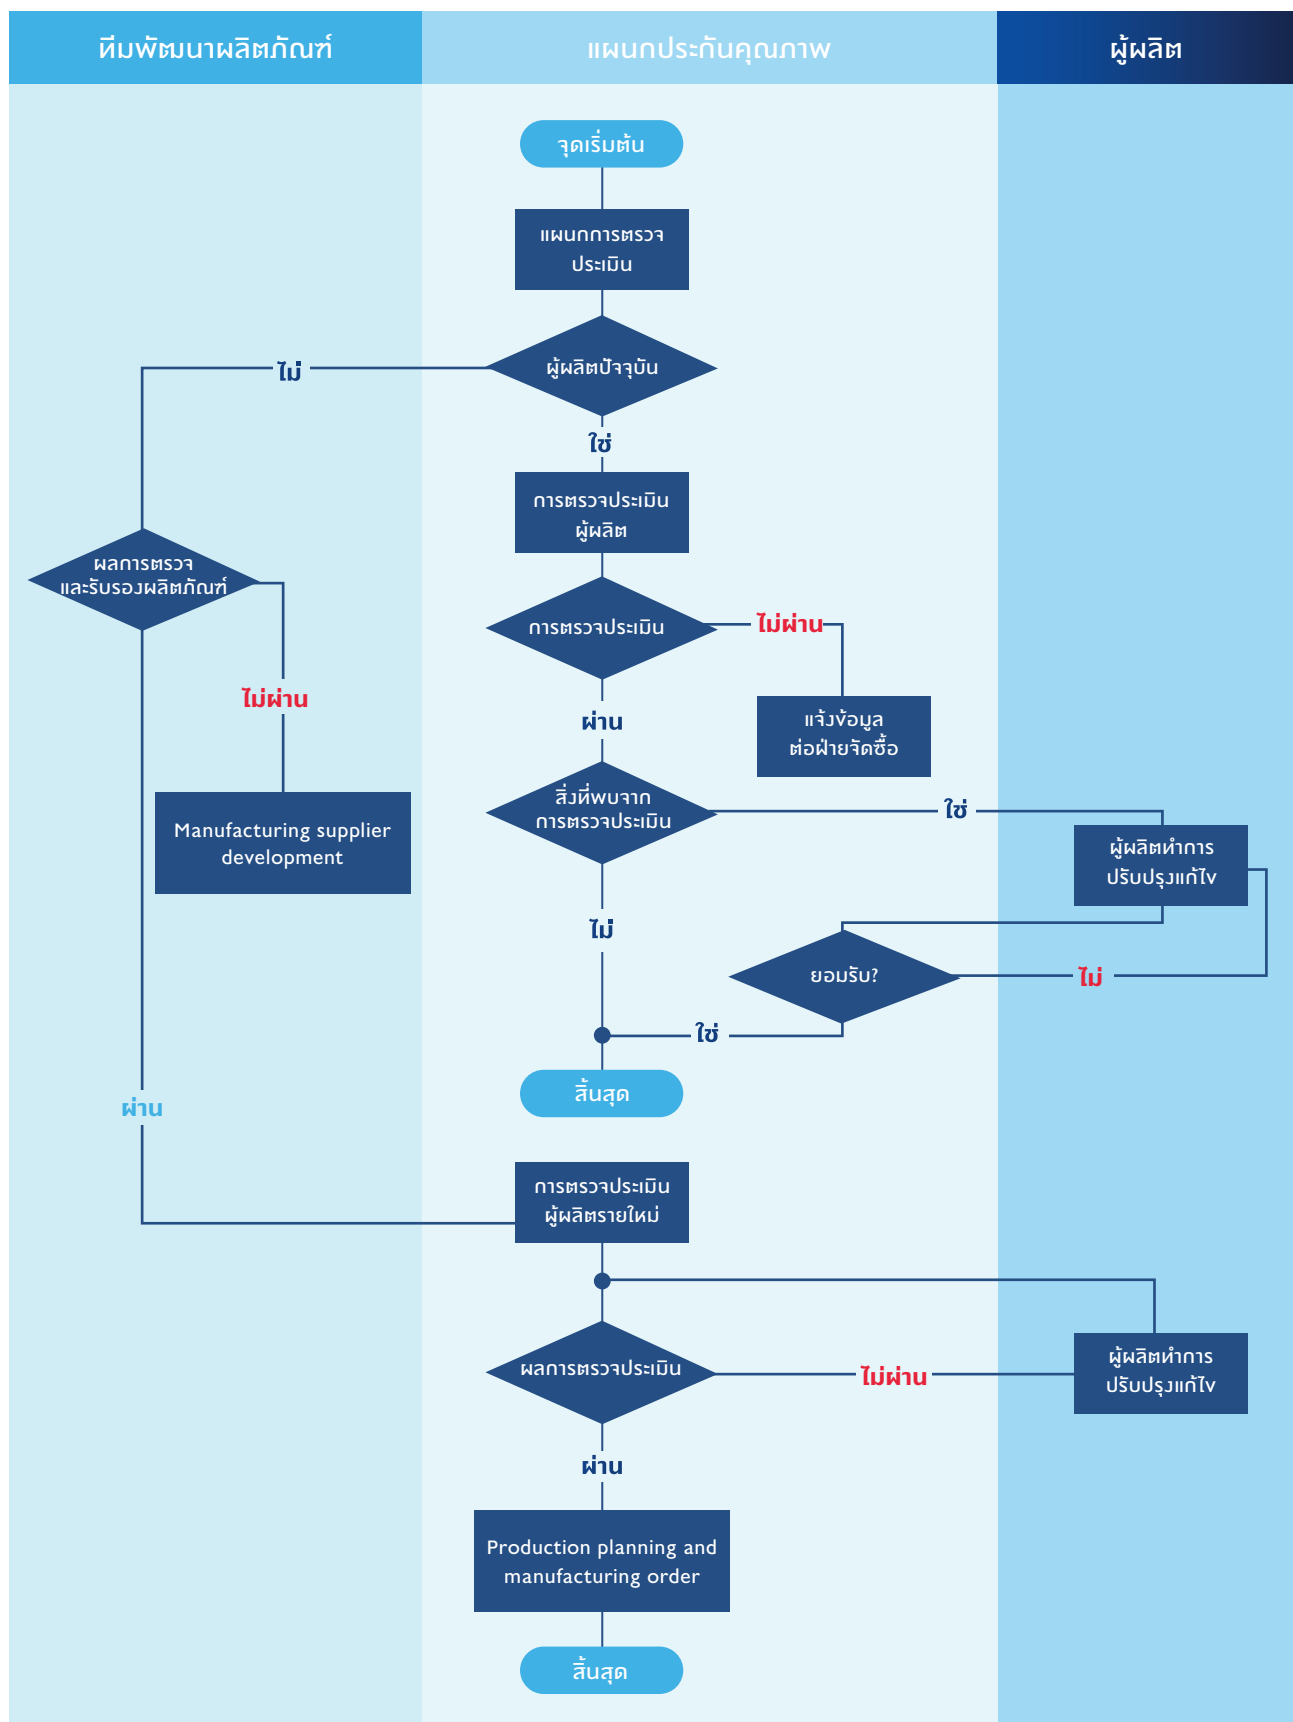 ทีมพัฒนาผลิตภัณฑ์
แผนกประกันคุณภาพ
ผู้ผลิต
จุดเริ่มต้น
แผนกการตรวจ
ประเมิน
ผู้ผลิตปัจจุบัน
ไม่
ใช่
การตรวจประเมิน
ผู้ผลิต
ผลการตรวจ
และรับรองผลิตภัณฑ์
การตรวจประเมิน
ไม่ผ่าน
ไม่ผ่าน
ผ่าน
แจ้งข้อมูล
ต่อฝ่ายจัดซื้อ
Manufacturing supplier
development
สิ่งที่พบจาก
การตรวจประเมิน
ใช่
ผู้ผลิตทำการ
ปรับปรุงแก้ไข
ไม่
ยอมรับ?
ไม่
ใช่
สิ้นสุด
ผ่าน
การตรวจประเมิน
ผู้ผลิตรายใหม่
ผลการตรวจประเมิน
ไม่ผ่าน
ผู้ผลิตทำการ
ปรับปรุงแก้ไข
ผ่าน
Production planning and
manufacturing order
สิ้นสุด